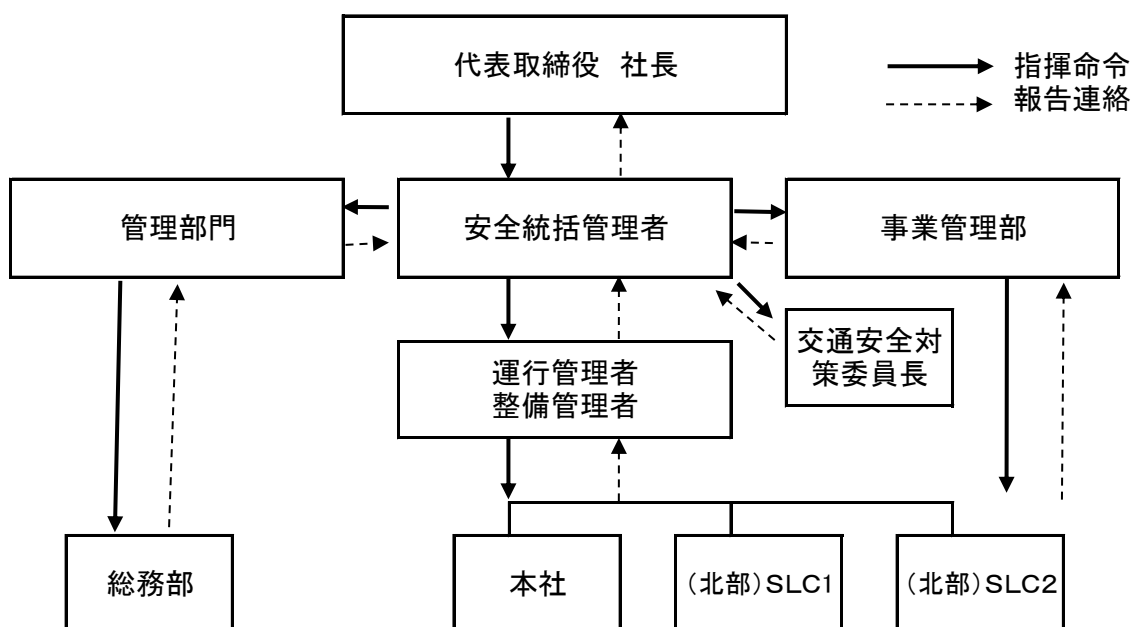 代表取締役 社長
指揮命令
報告連絡
管理部門
安全統括管理者
事業管理部
交通安全対
策委員長
運行管理者
整備管理者
総務部
本社
（北部）SLC1
（北部）SLC2